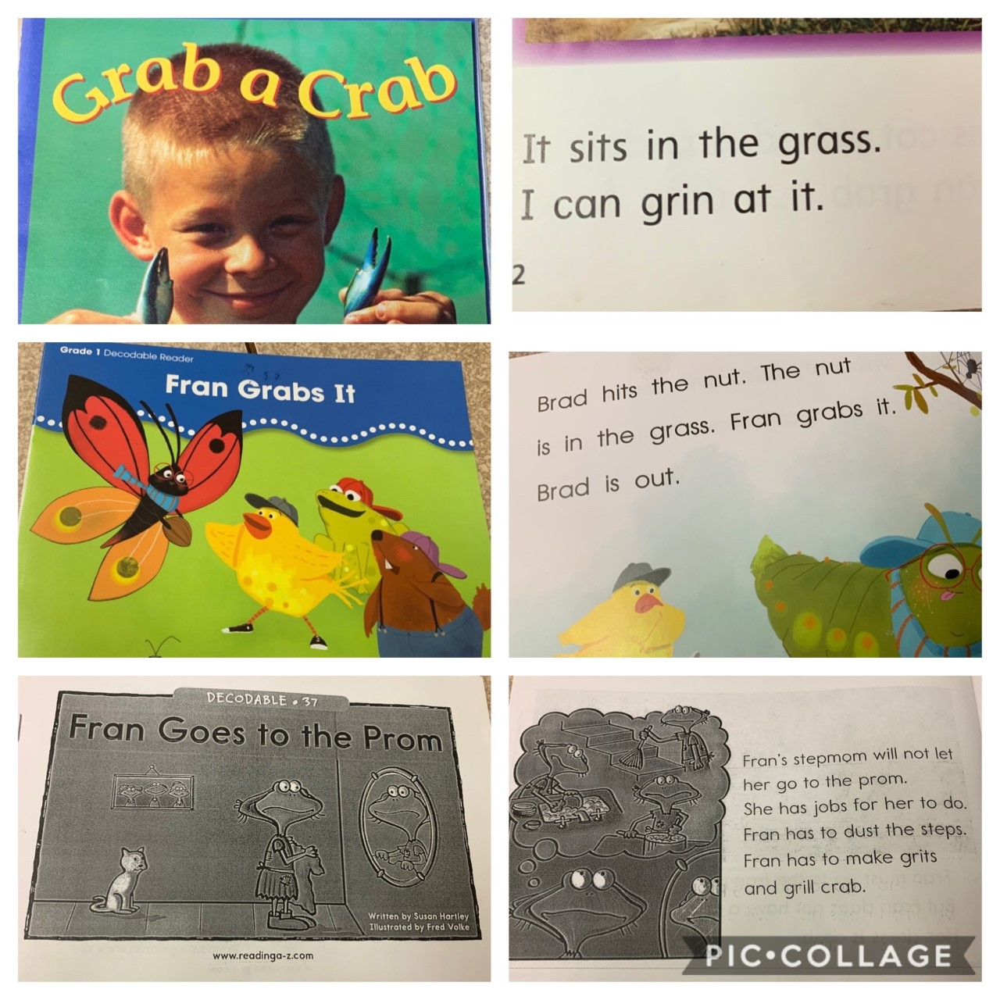 Grab a Crab
It sits in the grass.
I can grin at it.
2
Grade 1 Decodable Reader
Fran Grabs It
Brad hits the nut. The nut
is in the grass. Fran grabs it.
Brad is out.
DECODABLE • 37
Fran Goes to the Prom
Written by Susan Hartley
Illustrated by Fred Volke
www.readinga-z.com
Fran's stepmom will not let
her go to the prom.
She has jobs for her to do.
Fran has to dust the steps.
Fran has to make grits
and grill crab.
PIC•COLLAGE